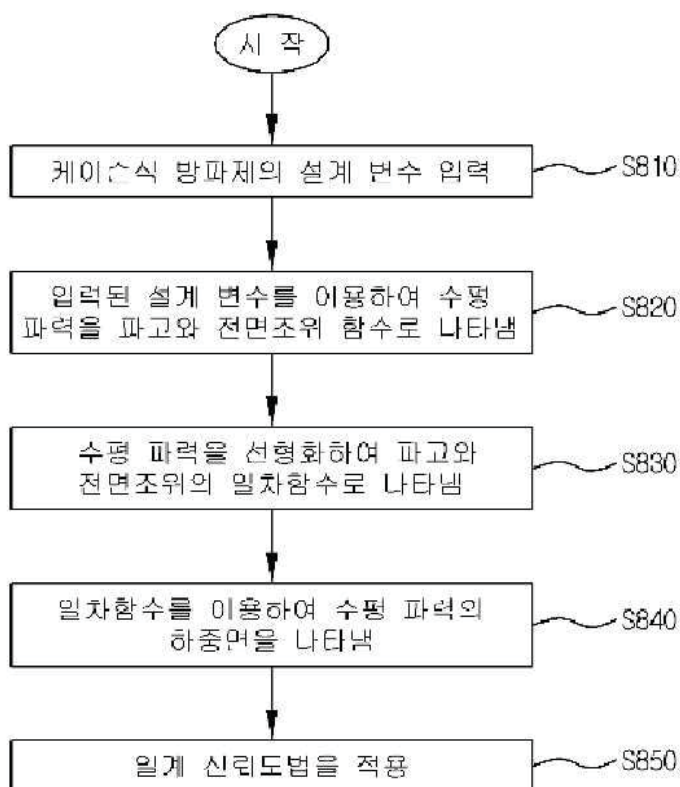 시 작
케이슨식 방파제의 설계 변수 입력
S810
입력된 설계 변수를 이용하여 수평
파력을 파고와 전면조위 함수로 나타냄
S820
수평 파력을 선형화하여 파고와
전면조위의 일차함수로 나타냄
S830
일차함수를 이용하여 수평 파력의
하중면을 나타냄
S840
일계 신뢰도법을 적용
S850